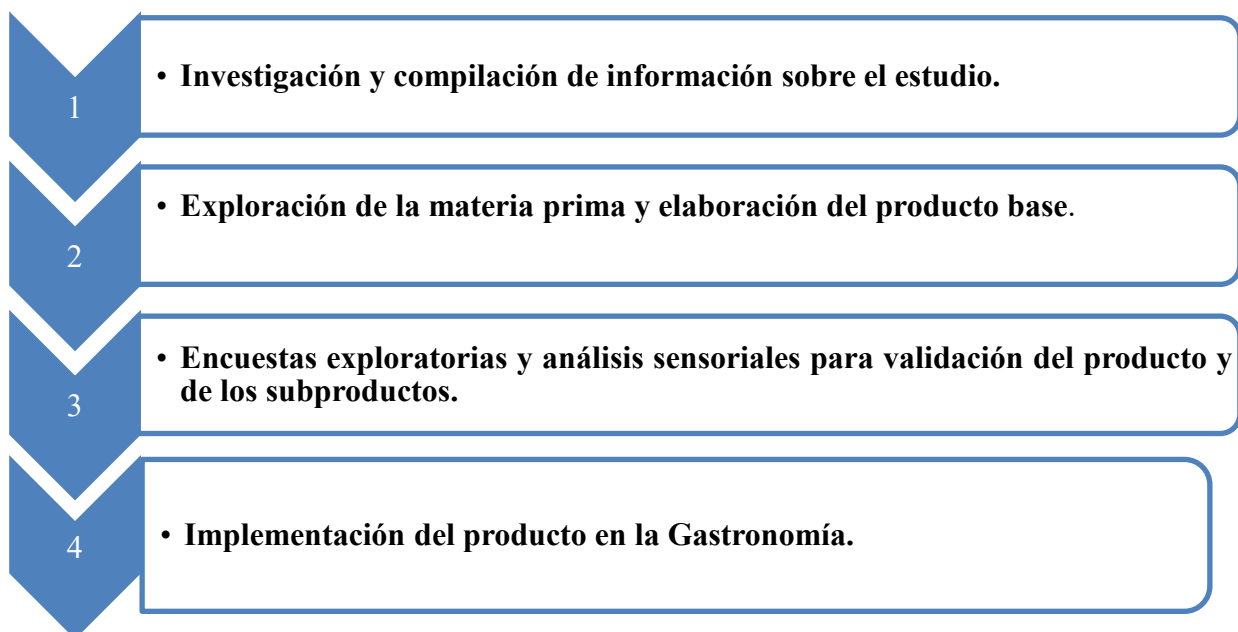 1
• Investigación y compilación de información sobre el estudio.
2
• Exploración de la materia prima y elaboración del producto base.
3
• Encuestas exploratorias y análisis sensoriales para validación del producto y
de los subproductos.
4
• Implementación del producto en la Gastronomía.